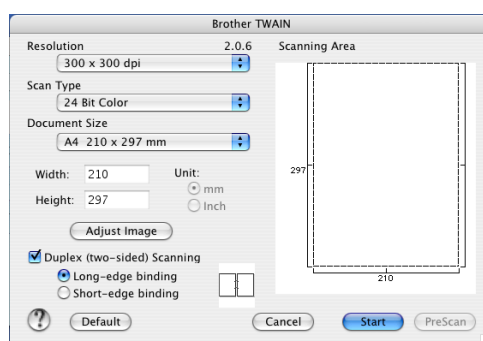 Brother TWAIN
Resolution 2.0.6
300 x 300 dpi
Scan Type
24 Bit Color
Document Size
A4 210 x 297 mm
Width: 210
Height: 297
Unit:
mm
Inch
Adjust Image
Duplex (two-sided) Scanning
Long-edge binding
Short-edge binding
Scanning Area
297
210
? Default Cancel Start PreScan